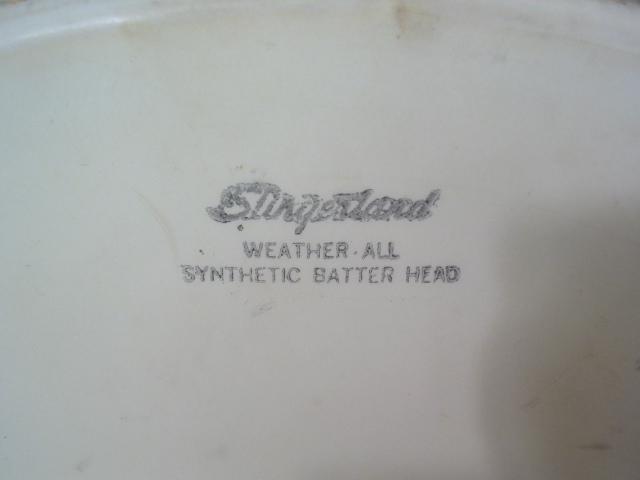 Slingerland
WEATHER-ALL
SYNTHETIC BATTER HEAD